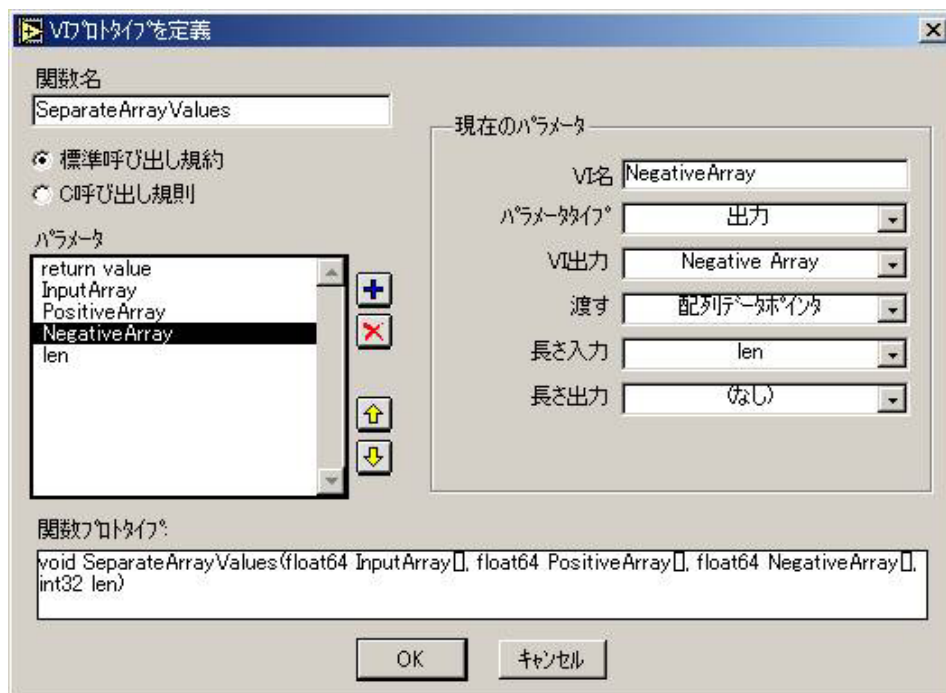 VIﾌﾟﾛﾄﾀｲﾌﾟを定義
関数名
SeparateArrayValues
標準呼び出し規約
C呼び出し規則
ﾊﾟﾗﾒｰﾀ
return value
InputArray
PositiveArray
NegativeArray
len
現在のﾊﾟﾗﾒｰﾀ
VI名 NegativeArray
ﾊﾟﾗﾒｰﾀﾀｲﾌﾟ 出力
VI出力 Negative Array
渡す 配列ﾃﾞｰﾀﾎﾟｲﾝﾀ
長さ入力 len
長さ出力 (なし)
関数ﾌﾟﾛﾄﾀｲﾌﾟ:
void SeparateArrayValues(float64 InputArray[], float64 PositiveArray[], float64 NegativeArray[],
int32 len)
OK ｷｬﾝｾﾙ